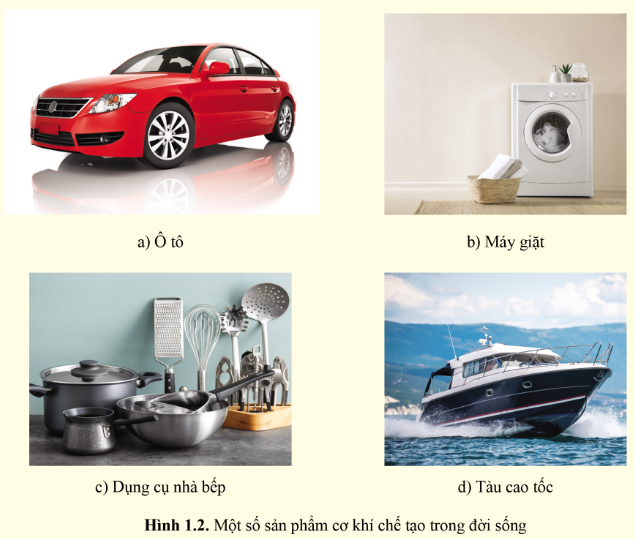 a) Ô tô
b) Máy giặt
c) Dụng cụ nhà bếp
d) Tàu cao tốc
Hình 1.2. Một số sản phẩm cơ khí chế tạo trong đời sống